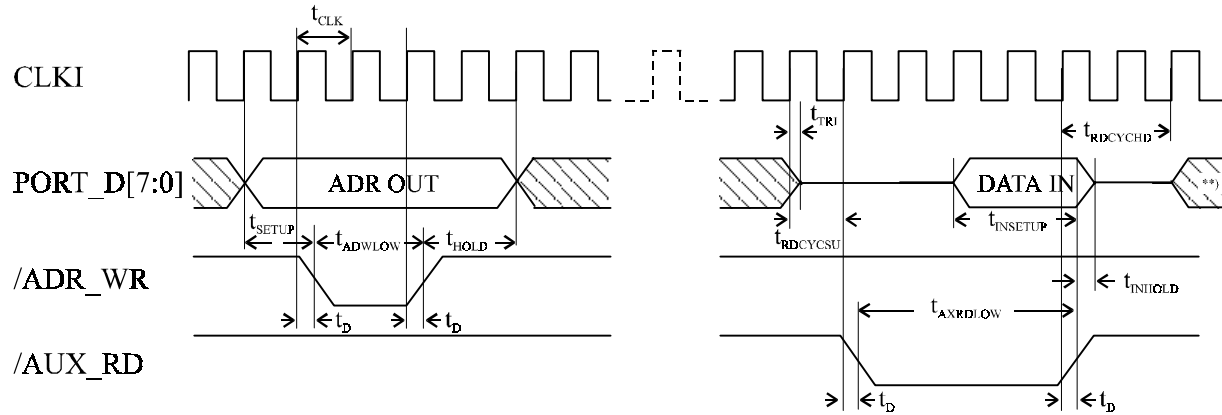 tCLK
CLKI
tTRI
tRDCYCHD
PORT_D[7:0]
ADR OUT
DATA IN
**)
tSETUP
tADWLOW
tHOLD
tRDCYCSU
tINSETUP
/ADR_WR
tINHOLD
tD
tD
tAXRDLOW
/AUX_RD
tD
tD